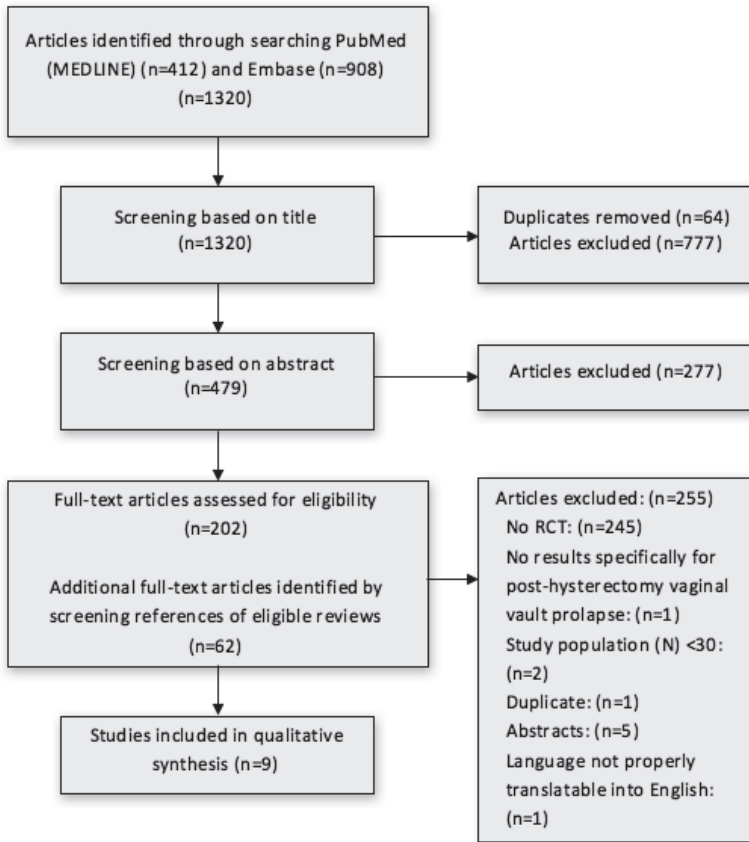 Articles identified through searching PubMed
(MEDLINE) (n=412) and Embase (n=908)
(n=1320)
Screening based on title
(n=1320)
Duplicates removed (n=64)
Articles excluded (n=777)
Screening based on abstract
(n=479)
Articles excluded (n=277)
Full-text articles assessed for eligibility
(n=202)
Additional full-text articles identified by
screening references of eligible reviews
(n=62)
Articles excluded: (n=255)
No RCT: (n=245)
No results specifically for
post-hysterectomy vaginal
vault prolapse: (n=1)
Study population (N) <30:
(n=2)
Duplicate: (n=1)
Abstracts: (n=5)
Language not properly
translatable into English:
(n=1)
Studies included in qualitative
synthesis (n=9)